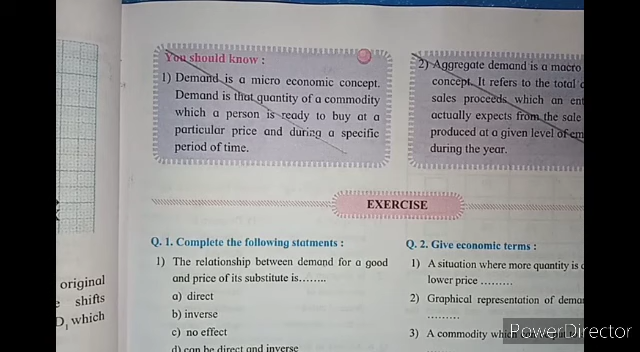 You should know :
1) Demand is a micro economic concept.
Demand is that quantity of a commodity
which a person is ready to buy at a
particular price and during a specific
period of time.
2) Aggregate demand is a macro
concept. It refers to the total
sales proceeds which an
actually expects from the sale
produced at a given level of
during the year.
EXERCISE
Q. 1. Complete the following statments :
1) The relationship between demand for a good
and price of its substitute is........
a) direct
b) inverse
c) no effect
d) can be direct and inverse
Q. 2. Give economic terms :
1) A situation where more quantity is
lower price .........
2) Graphical representation of
.........
3) A commodity
original
shifts
D₁ which
PowerDirector